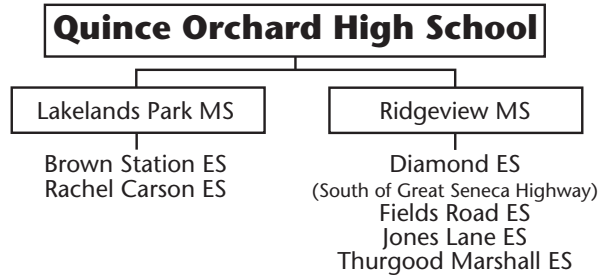 Quince Orchard High School
Lakelands Park MS
Brown Station ES
Rachel Carson ES
Ridgeview MS
Diamond ES
(South of Great Seneca Highway)
Fields Road ES
Jones Lane ES
Thurgood Marshall ES